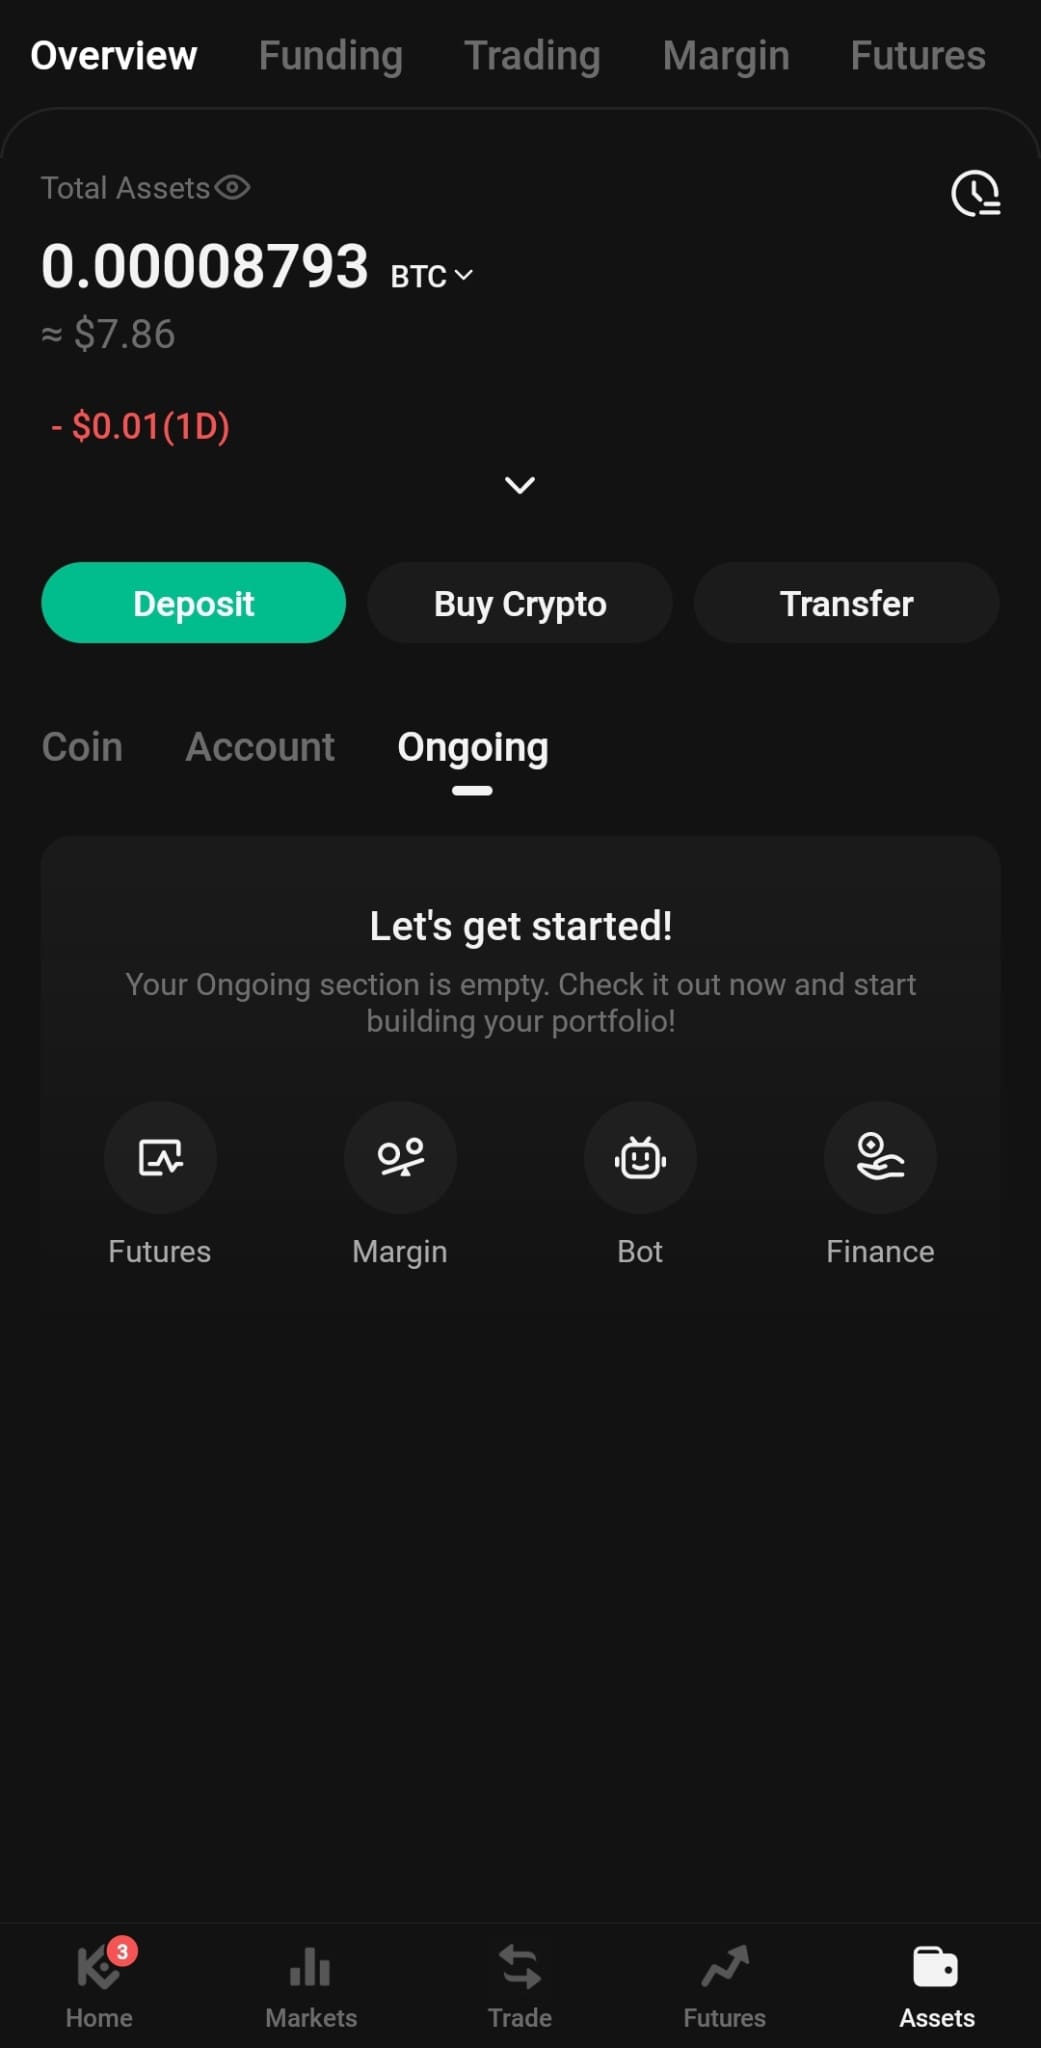 Overview Funding Trading Margin Futures
Total Assets
0.00008793 BTC
≈ $7.86
- $0.01(1D)
Deposit Buy Crypto Transfer
Coin Account Ongoing
Let's get started!
Your Ongoing section is empty. Check it out now and start
building your portfolio!
Futures Margin Bot Finance
3
Home Markets Trade Futures Assets